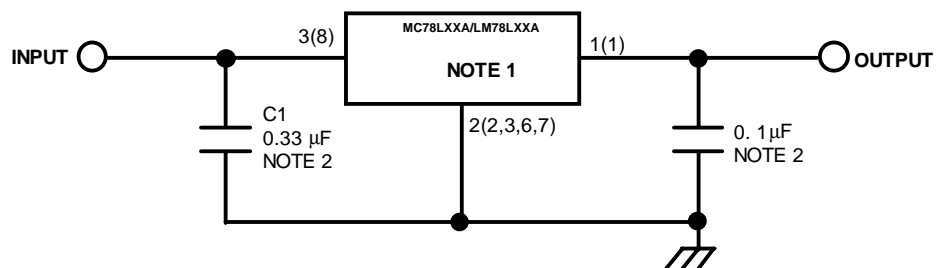 MC78LXXA/LM78LXXA
3(8)
1(1)
INPUT
NOTE 1
OUTPUT
C1
0.33 μF
NOTE 2
2(2,3,6,7)
0. 1μF
NOTE 2